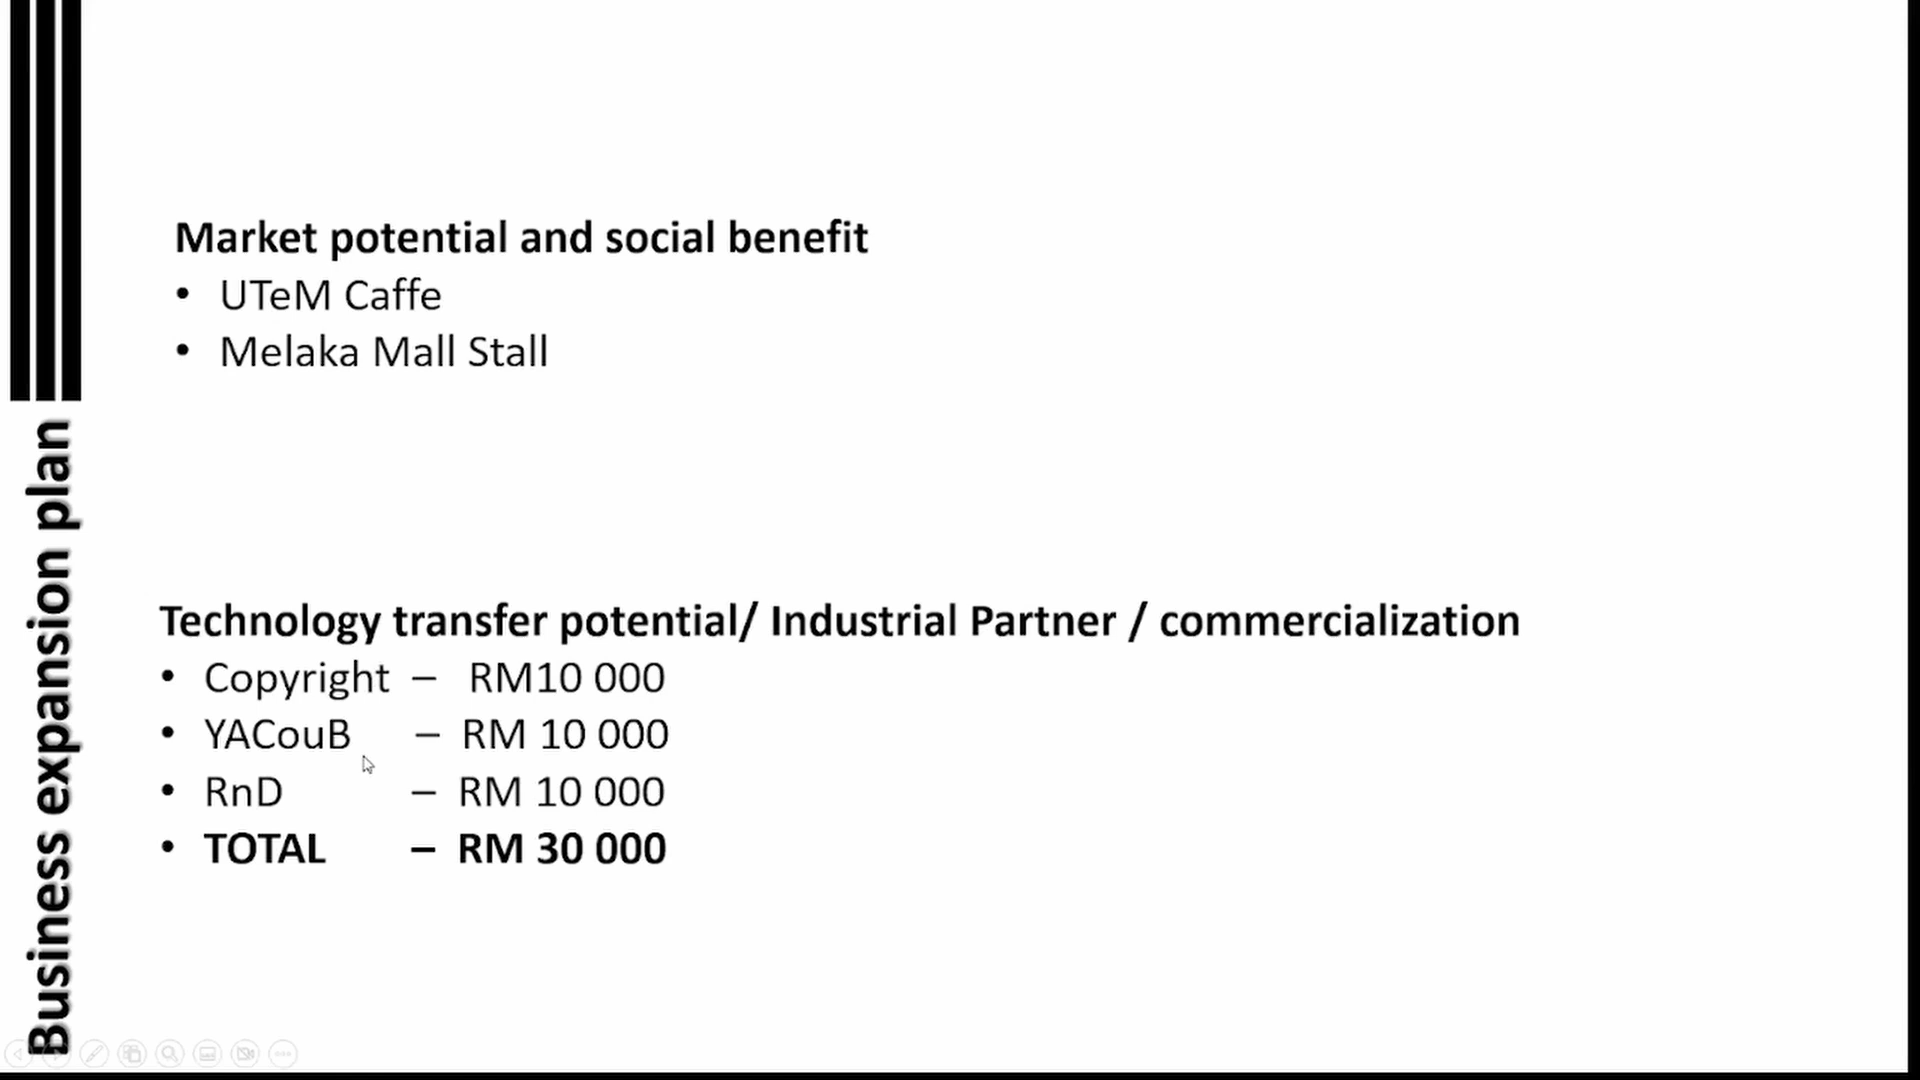 Business expansion plan
Market potential and social benefit
• UTeM Caffe
• Melaka Mall Stall
Technology transfer potential/ Industrial Partner / commercialization
• Copyright – RM10 000
• YACouB – RM 10 000
• RnD – RM 10 000
• TOTAL – RM 30 000